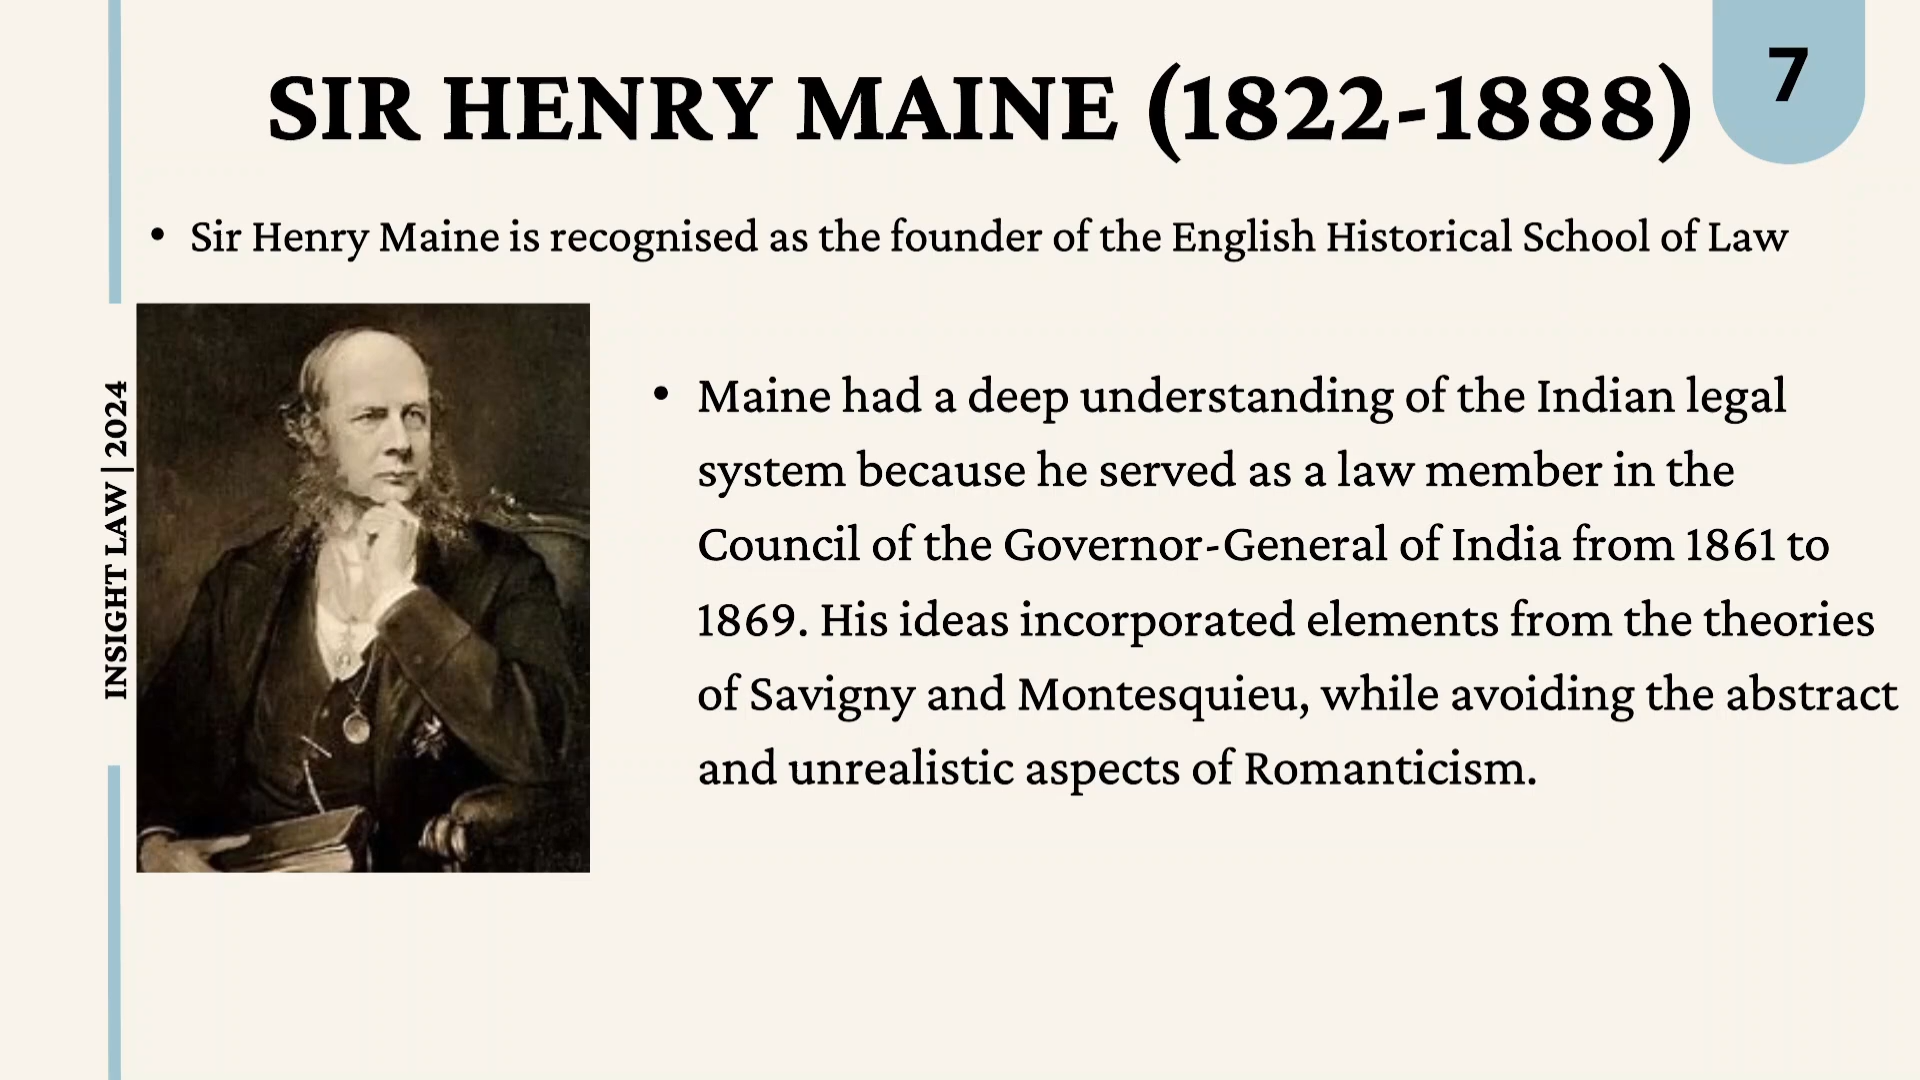 SIR HENRY MAINE (1822-1888)
7
• Sir Henry Maine is recognised as the founder of the English Historical School of Law
INSIGHT LAW | 2024
• Maine had a deep understanding of the Indian legal
system because he served as a law member in the
Council of the Governor-General of India from 1861 to
1869. His ideas incorporated elements from the theories
of Savigny and Montesquieu, while avoiding the abstract
and unrealistic aspects of Romanticism.